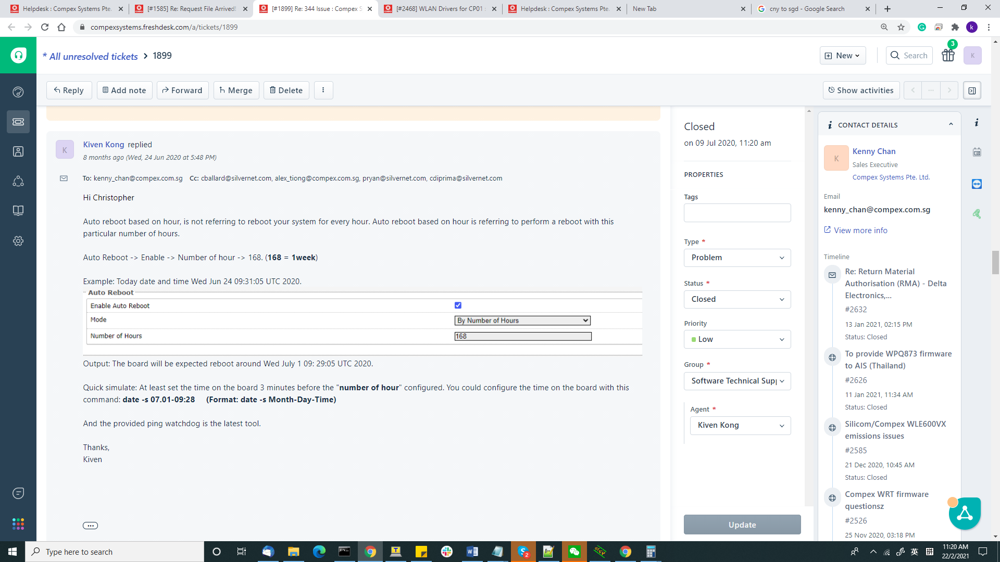 Helpdesk : Compex Systems Pte.
[#1585] Re: Request File Arrived!
[#1899] Re: 344 Issue : Compex S
[#2468] WLAN Drivers for CP01 :
Helpdesk : Compex Systems Pte.
New Tab
cny to sgd - Google Search
compexsystems.freshdesk.com/a/tickets/1899
k
* All unresolved tickets > 1899
New
Search
3
K
Reply
Add note
Forward
Merge
Delete
Show activities
K
Kiven Kong replied
8 months ago (Wed, 24 Jun 2020 at 5:48 PM)
To: kenny_chan@compex.com.sg Cc: cballard@silvernet.com, alex_tiong@compex.com.sg, pryan@silvernet.com, cdiprima@silvernet.com
Hi Christopher
Auto reboot based on hour, is not referring to reboot your system for every hour. Auto reboot based on hour is referring to perform a reboot with this
particular number of hours.
Auto Reboot -> Enable -> Number of hour -> 168. (168 = 1week)
Example: Today date and time Wed Jun 24 09:31:05 UTC 2020.
Auto Reboot
Enable Auto Reboot
Mode
By Number of Hours
Number of Hours
168
Output: The board will be expected reboot around Wed July 1 09: 29:05 UTC 2020.
Quick simulate: At least set the time on the board 3 minutes before the "number of hour" configured. You could configure the time on the board with this
command: date -s 07.01-09:28 (Format: date -s Month-Day-Time)
And the provided ping watchdog is the latest tool.
Thanks,
Kiven
Closed
on 09 Jul 2020, 11:20 am
PROPERTIES
Tags
Type *
Problem
Status *
Closed
Priority
Low
Group *
Software Technical Supp
Agent *
Kiven Kong
Update
CONTACT DETAILS
K
Kenny Chan
Sales Executive
Compex Systems Pte. Ltd.
Email
kenny_chan@compex.com.sg
View more info
Timeline
Re: Return Material
Authorisation (RMA) - Delta
Electronics,...
#2632
13 Jan 2021, 02:15 PM
Status: Closed
To provide WPQ873 firmware
to AIS (Thailand)
#2626
11 Jan 2021, 11:34 AM
Status: Closed
Silicom/Compex WLE600VX
emissions issues
#2585
21 Dec 2020, 10:45 AM
Status: Closed
Compex WRT firmware
questionsz
#2526
25 Nov 2020, 03:18 PM
Type here to search
2
英
拼
11:20 AM
22/2/2021